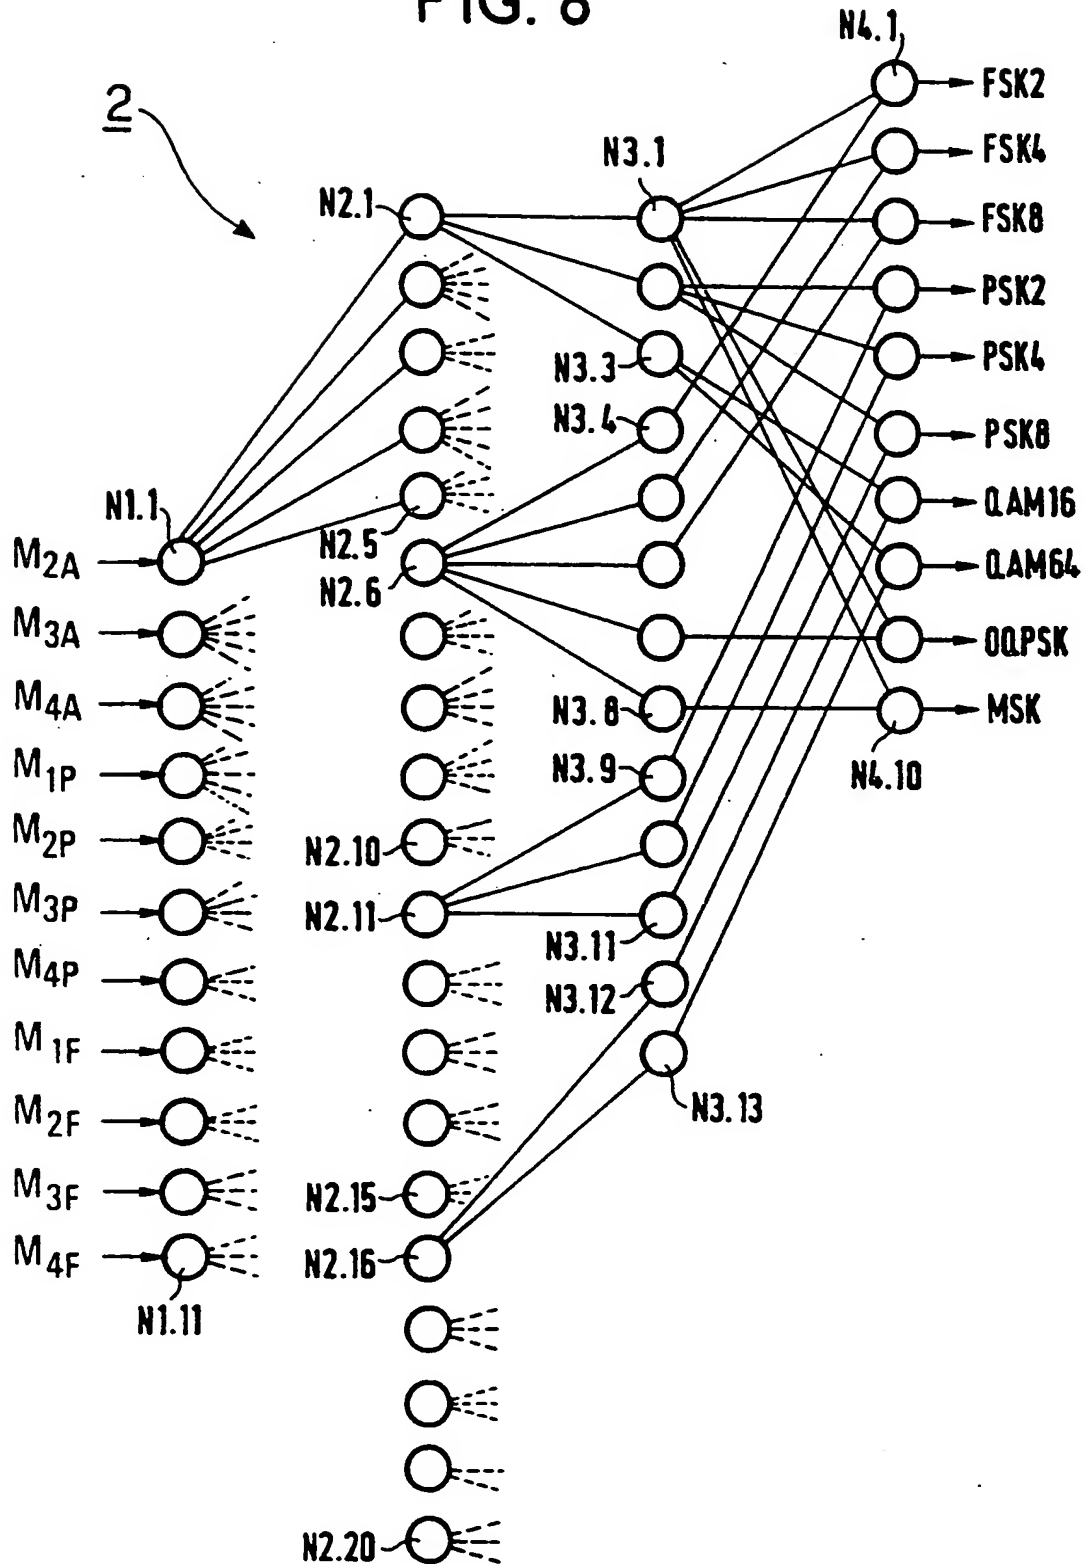 FIG. 8
2
N4.1
FSK2
FSK4
N3.1
N2.1
FSK8
PSK2
PSK4
N3.3
N3.4
PSK8
N1.1
QAM16
N2.5
M2A
QAM64
N2.6
M3A
OQPSK
M4A
N3.8
MSK
M1P
N3.9
N4.10
M2P
N2.10
M3P
N2.11
N3.11
M4P
N3.12
M1F
M2F
N3.13
M3F
N2.15
M4F
N2.16
N1.11
N2.20